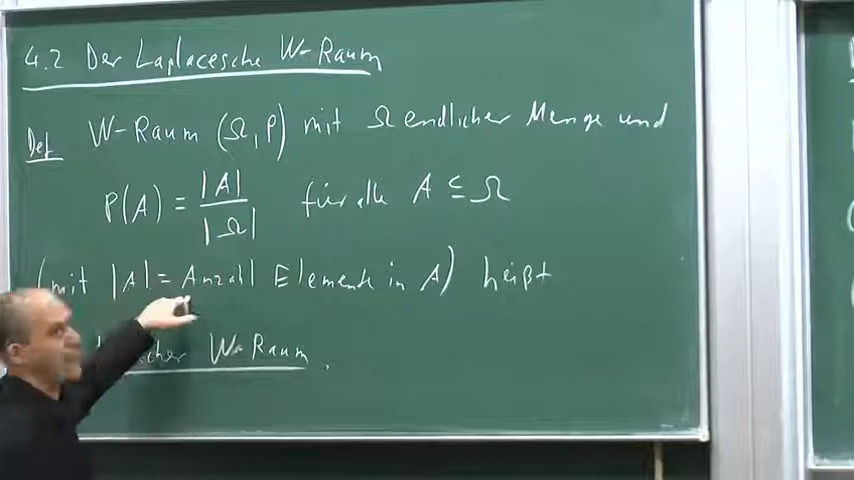 4.2 Der Laplacesche W-Raum
Def W-Raum (Ω, P) mit Ω endlicher Menge und
P(A) = |A| / |Ω| für alle A ⊆ Ω
(mit |A| = Anzahl Elemente in A) heißt
W-Raum.